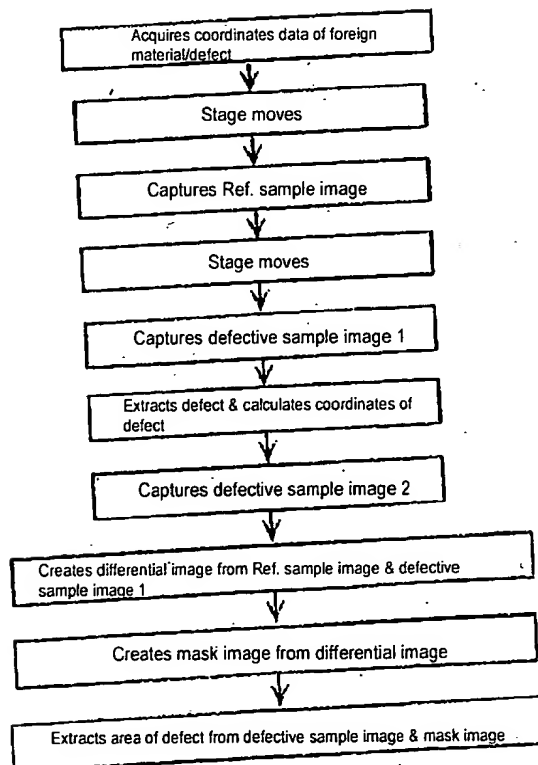 Acquires coordinates data of foreign
material/defect
Stage moves
Captures Ref. sample image
Stage moves
Captures defective sample image 1
Extracts defect & calculates coordinates of
defect
Captures defective sample image 2
Creates differential image from Ref. sample image & defective
sample image 1
Creates mask image from differential image
Extracts area of defect from defective sample image & mask image